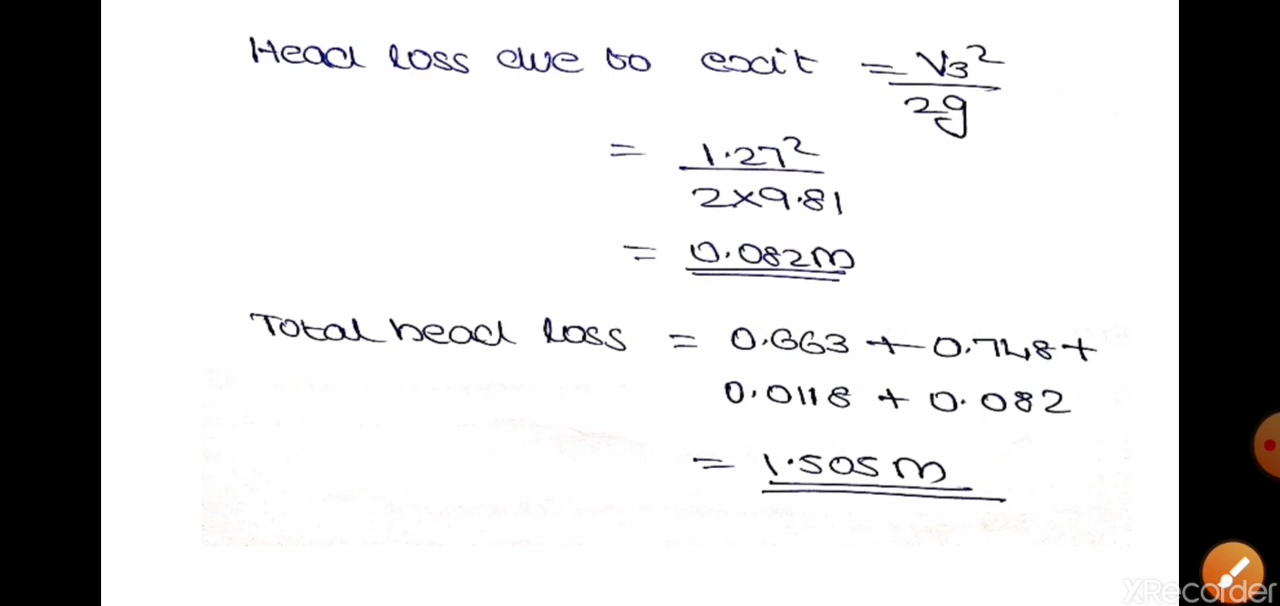 Head loss due to exit = V3²
2g
= 1.27²
2×9.81
= 0.082m
Total head loss = 0.663 + 0.748 +
0.0118 + 0.082
= 1.505 m
XRecorder